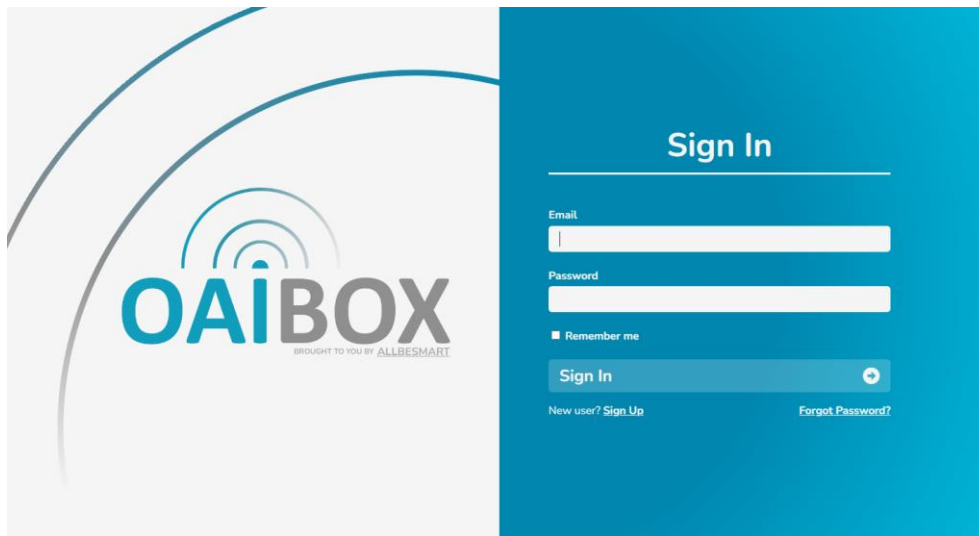 OAIBOX
BROUGHT TO YOU BY ALLBESMART
Sign In
Email
Password
Remember me
Sign In
New user? Sign Up
Forgot Password?